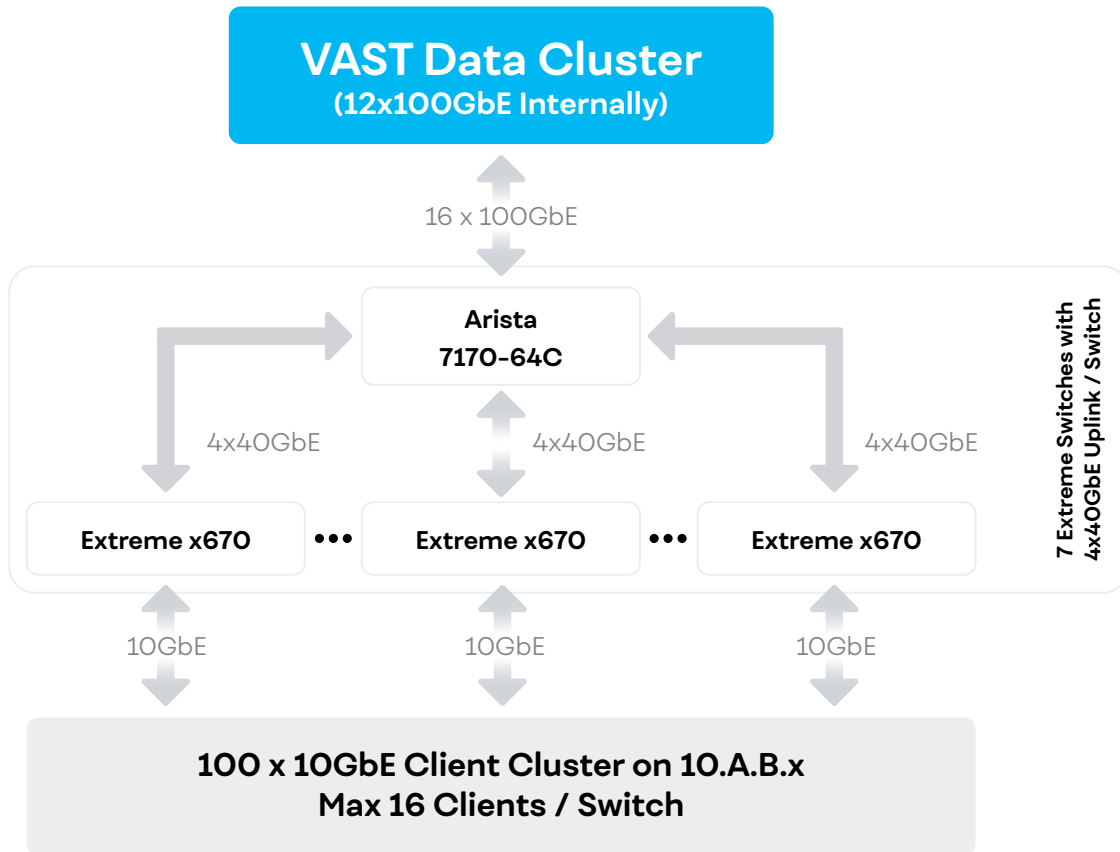 VAST Data Cluster
(12x100GbE Internally)
16 x 100GbE
Arista
7170-64C
7 Extreme Switches with
4x40GbE Uplink / Switch
4x40GbE
4x40GbE
4x40GbE
Extreme x670
Extreme x670
Extreme x670
10GbE
10GbE
10GbE
100 x 10GbE Client Cluster on 10.A.B.x
Max 16 Clients / Switch